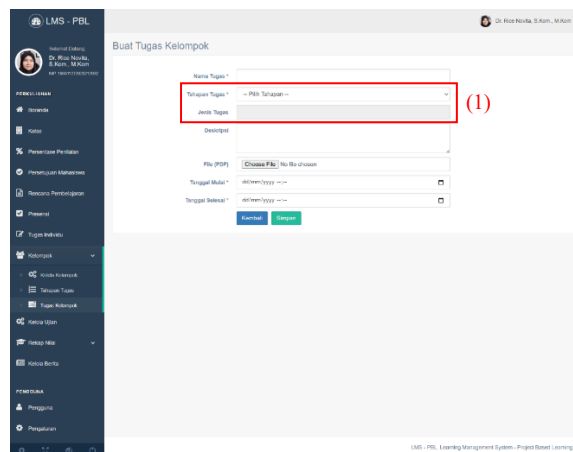 LMS - PBL
Dr. Rice Novita, S.Kom., M.Kom
Selamat Datang,
Dr. Rice Novita,
S.Kom., M.Kom
Buat Tugas Kelompok
PERKULIAHAN
Beranda
Kelas
Persentase Penilaian
Persetujuan Mahasiswa
Rencana Pembelajaran
Presensi
Tugas Individu
Kelompok
Kelola Kelompok
Tahapan Tugas
Tugas Kelompok
Kelola Ujian
Rekap Nilai
Kelola Berita
PENGGUNA
Pengguna
Pengaturan
Nama Tugas *
Tahapan Tugas *
-- Pilih Tahapan --
(1)
Jenis Tugas
Deskripsi
File (PDF)
Choose File No file chosen
Tanggal Mulai *
dd/mm/yyyy --:--
Tanggal Selesai *
dd/mm/yyyy --:--
Kembali
Simpan
LMS - PBL, Learning Management System - Project Based Learning